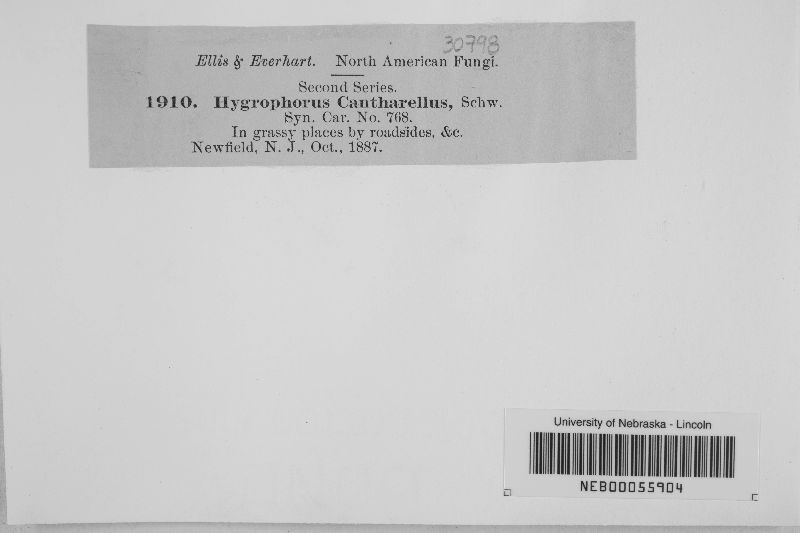 30793
Ellis & Everhart. North American Fungi.
Second Series.
1910. Hygrophorus Cantharellus, Schw.
Syn. Car. No. 768.
In grassy places by roadsides, &c.
Newfield, N. J., Oct., 1887.
University of Nebraska - Lincoln
NEB00055904